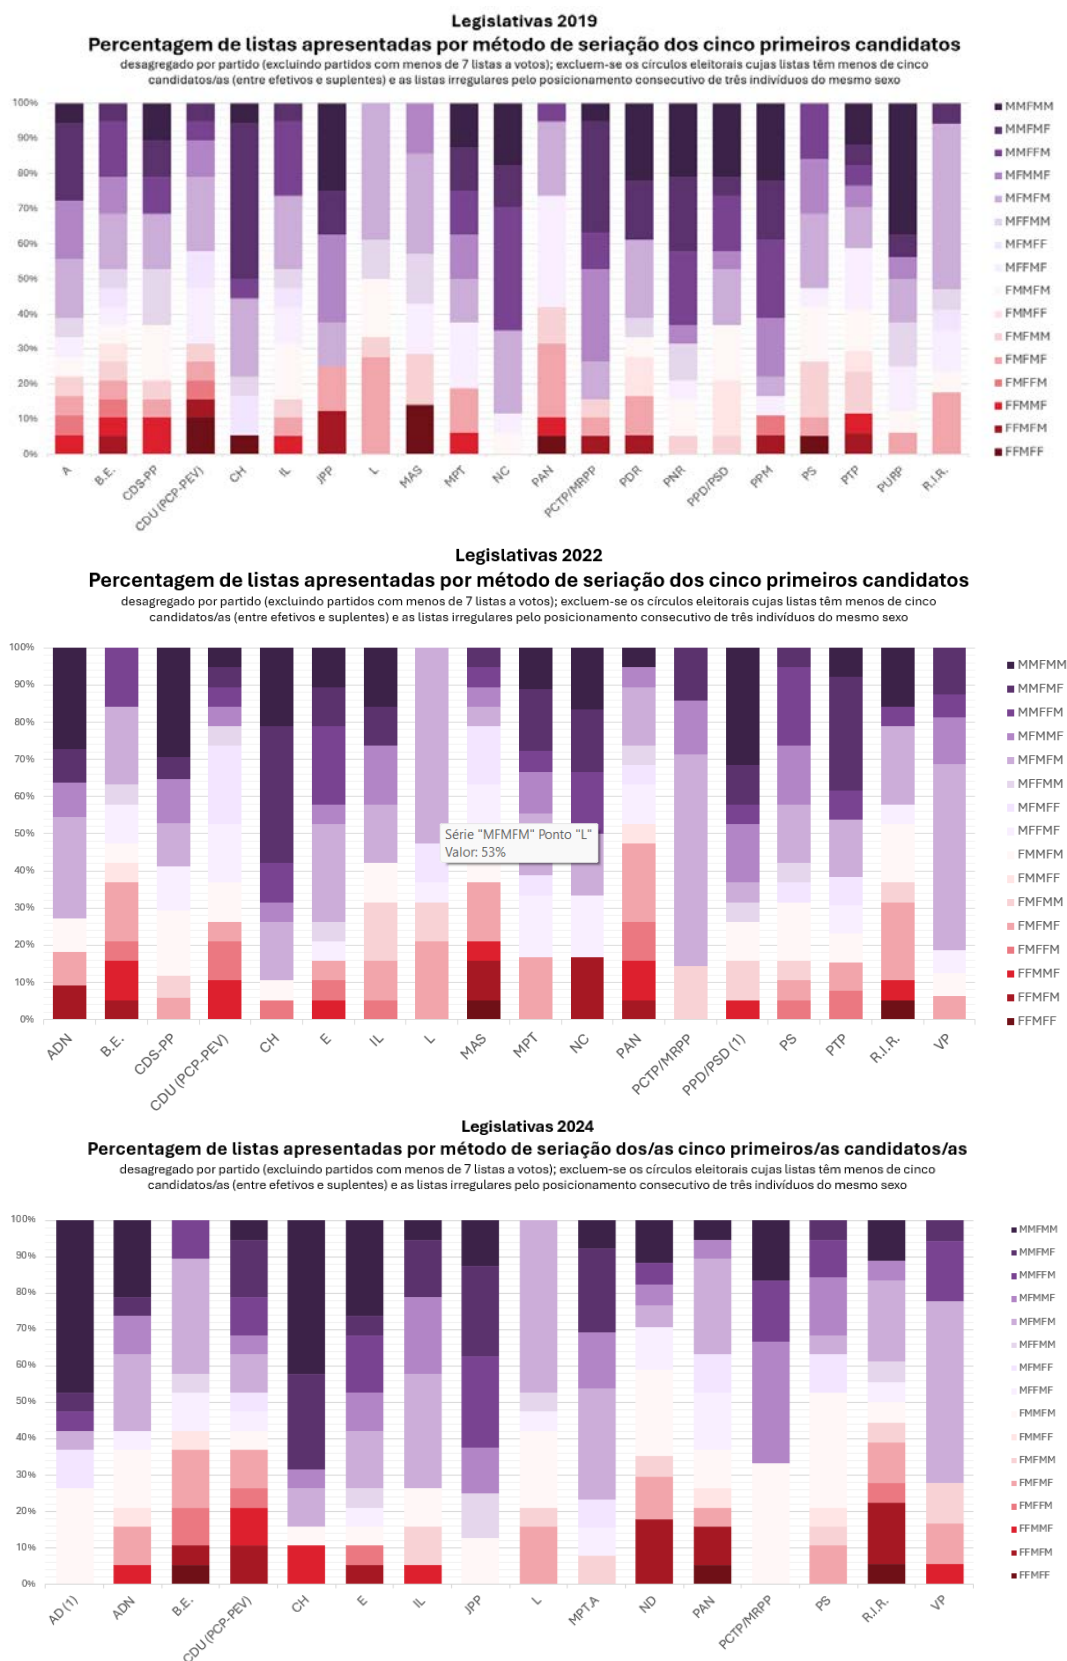 Legislativas 2019
Percentagem de listas apresentadas por método de seriação dos cinco primeiros candidatos
desagregado por partido (excluindo partidos com menos de 7 listas a votos); excluem-se os círculos eleitorais cujas listas têm menos de cinco
candidatos/as (entre efetivos e suplentes) e as listas irregulares pelo posicionamento consecutivo de três indivíduos do mesmo sexo
100%
90%
80%
70%
60%
50%
40%
30%
20%
10%
0%
A
B.E.
CDS-PP
CDU (PCP-PEV)
CH
IL
JPP
L
MAS
MPT
NC
PAN
PCTP/MRPP
PDR
PNR
PPD/PSD
PPM
PS
PTP
PURP
R.I.R.
MMFMM
MMFMF
MMFFM
MFMMF
MFMFM
MFFMM
MFMFF
MFFMF
FMMFM
FMMFF
FMFMM
FMFMF
FMFFM
FFMMF
FFMFM
FFMFF
Legislativas 2022
Percentagem de listas apresentadas por método de seriação dos cinco primeiros candidatos
desagregado por partido (excluindo partidos com menos de 7 listas a votos); excluem-se os círculos eleitorais cujas listas têm menos de cinco
candidatos/as (entre efetivos e suplentes) e as listas irregulares pelo posicionamento consecutivo de três indivíduos do mesmo sexo
100%
90%
80%
70%
60%
50%
40%
30%
20%
10%
0%
Série "MFMFM" Ponto "L"
Valor: 53%
ADN
B.E.
CDS-PP
CDU (PCP-PEV)
CH
E
IL
L
MAS
MPT
NC
PAN
PCTP/MRPP
PPD/PSD (1)
PS
PTP
R.I.R.
VP
MMFMM
MMFMF
MMFFM
MFMMF
MFMFM
MFFMM
MFMFF
MFFMF
FMMFM
FMMFF
FMFMM
FMFMF
FMFFM
FFMMF
FFMFM
FFMFF
Legislativas 2024
Percentagem de listas apresentadas por método de seriação dos/as cinco primeiros/as candidatos/as
desagregado por partido (excluindo partidos com menos de 7 listas a votos); excluem-se os círculos eleitorais cujas listas têm menos de cinco
candidatos/as (entre efetivos e suplentes) e as listas irregulares pelo posicionamento consecutivo de três indivíduos do mesmo sexo
100%
90%
80%
70%
60%
50%
40%
30%
20%
10%
0%
AD (1)
ADN
B.E.
CDU (PCP-PEV)
CH
E
IL
JPP
L
MPT.A
ND
PAN
PCTP/MRPP
PS
R.I.R.
VP
MMFMM
MMFMF
MMFFM
MFMMF
MFMFM
MFFMM
MFMFF
MFFMF
FMMFM
FMMFF
FMFMM
FMFMF
FMFFM
FFMMF
FFMFM
FFMFF